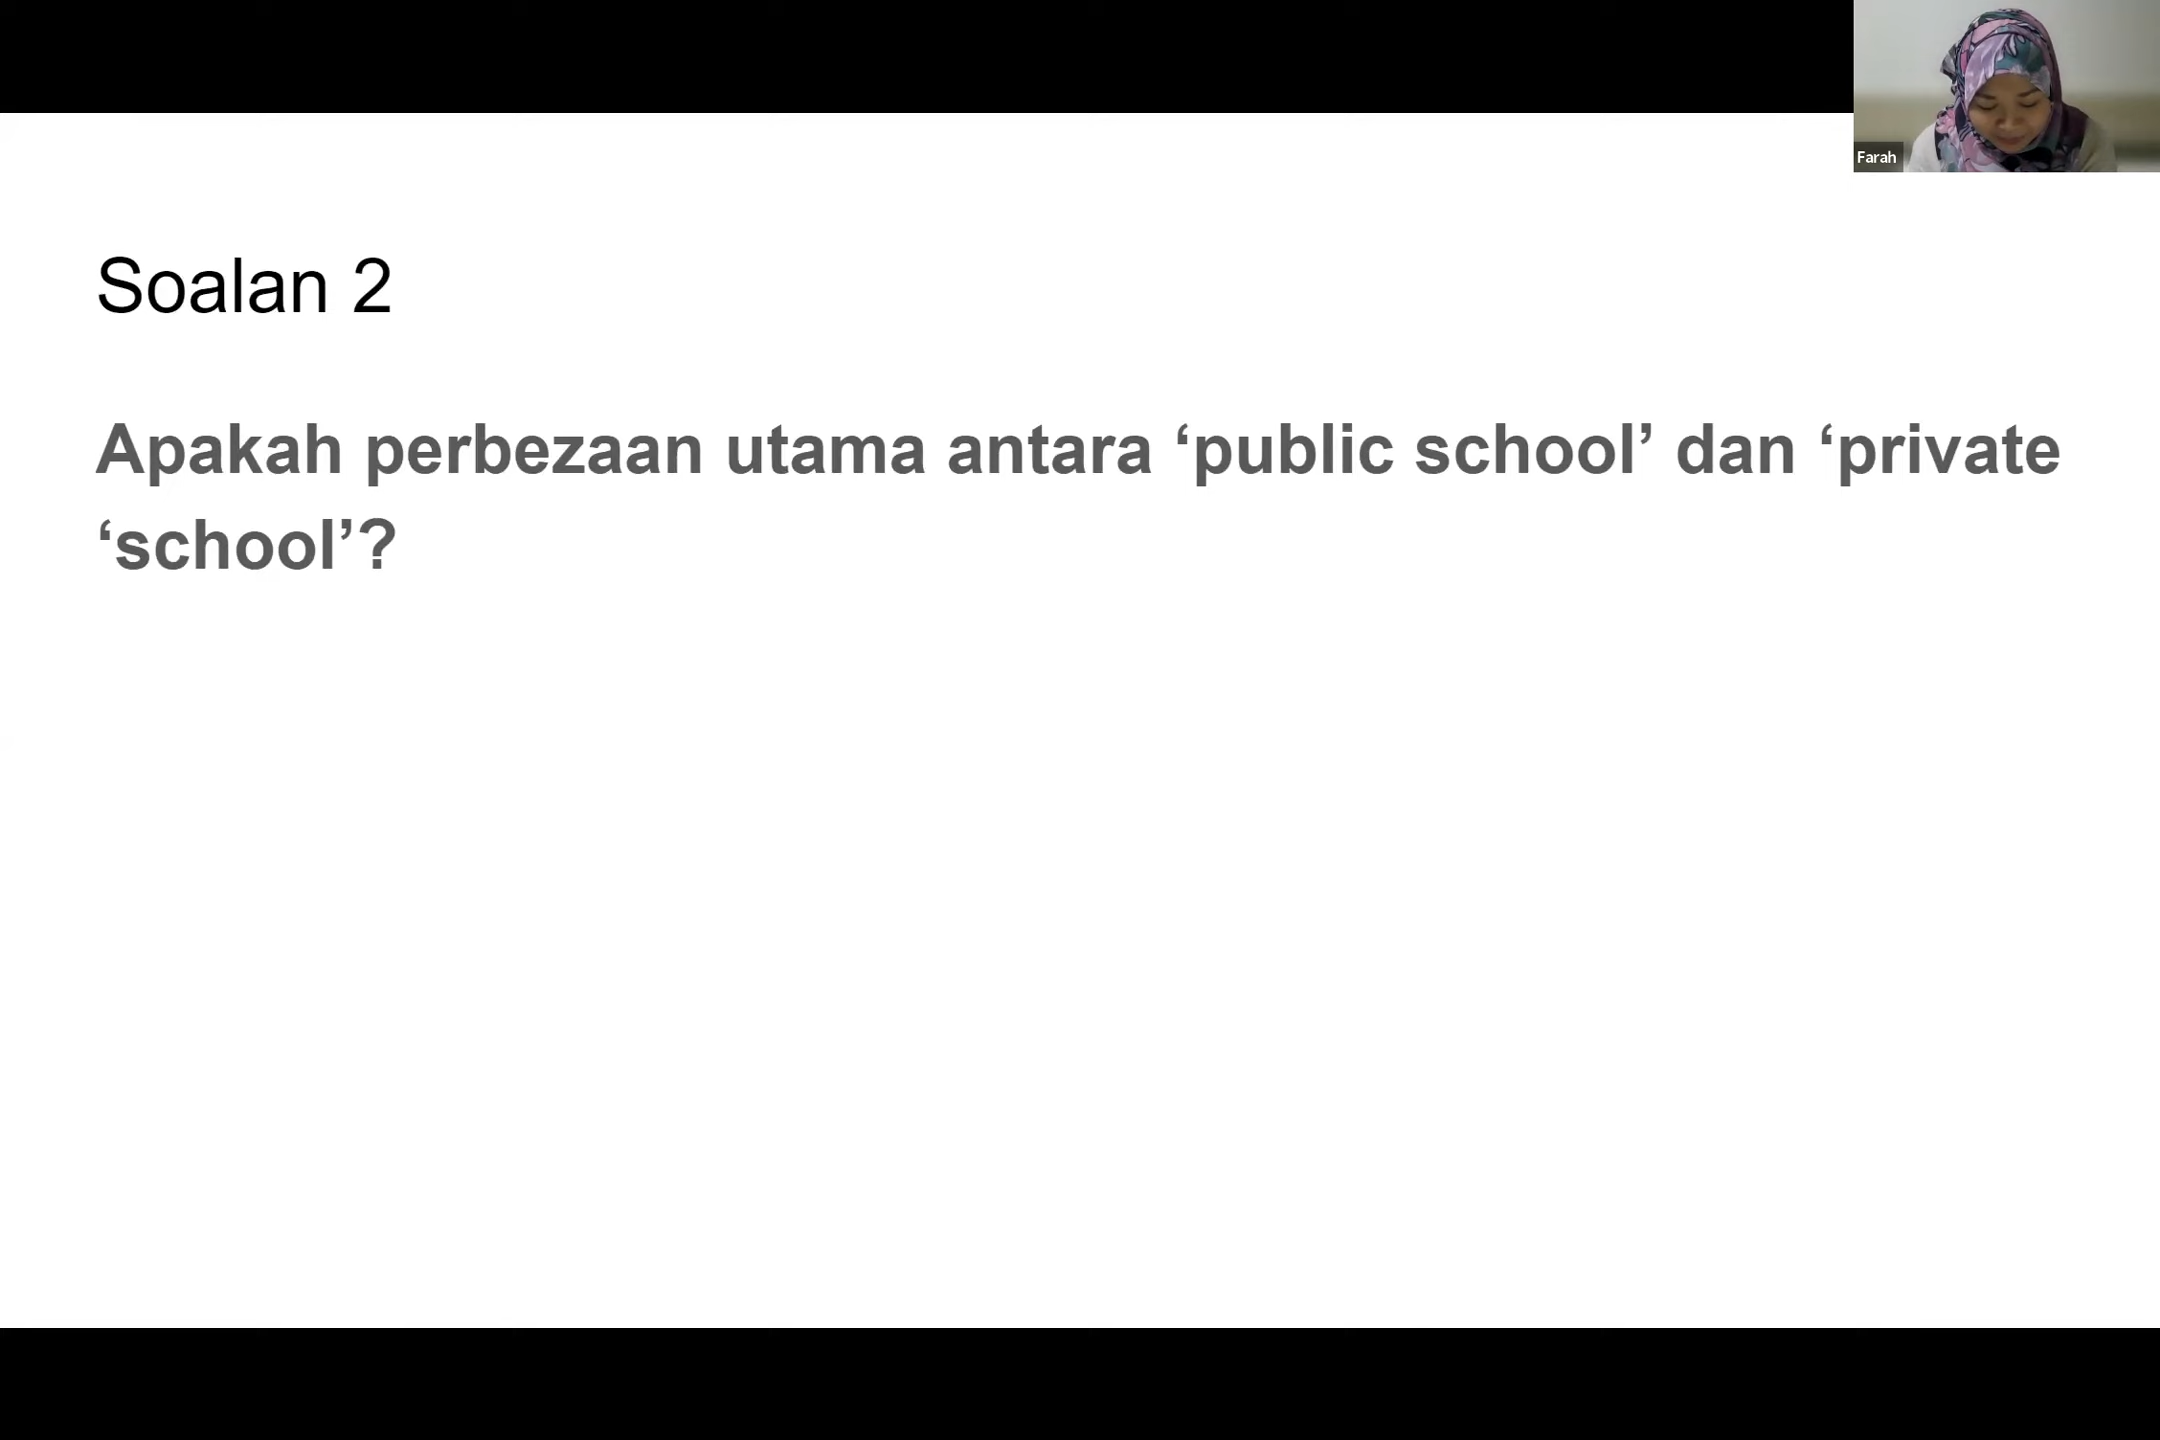 Farah
Soalan 2
Apakah perbezaan utama antara ‘public school’ dan ‘private
‘school’?